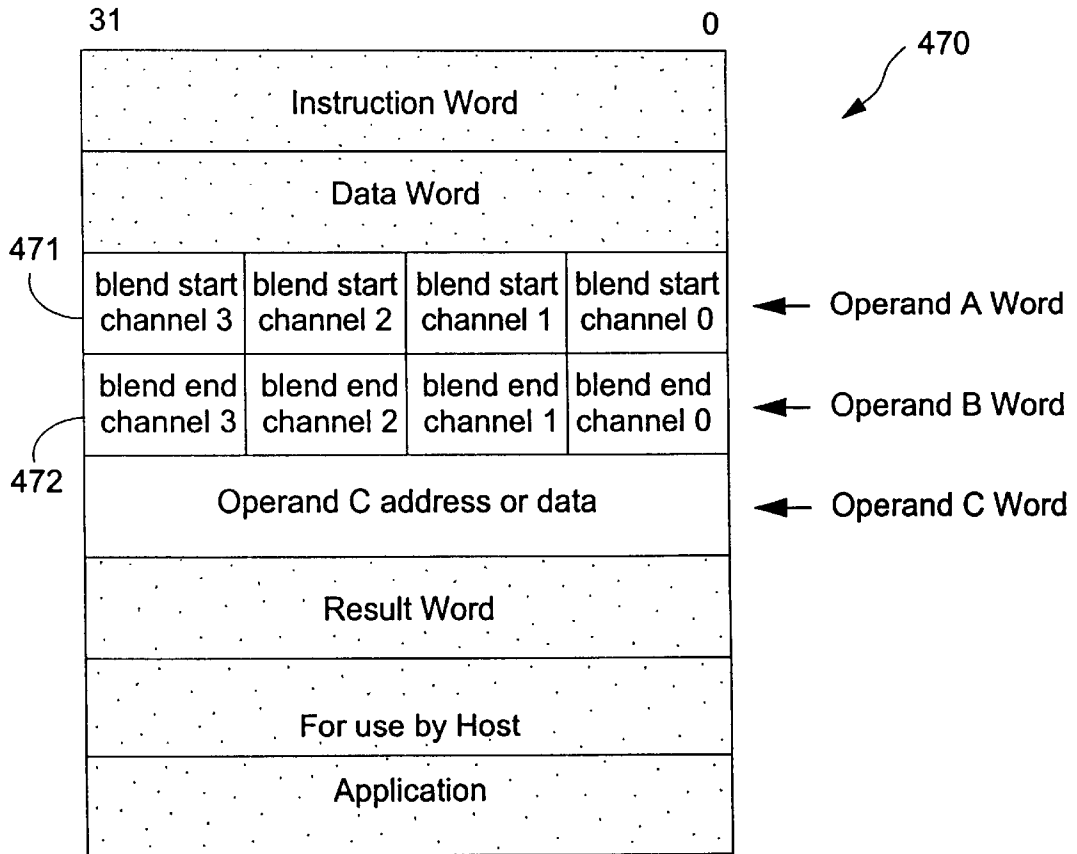 31 0
470
Instruction Word
Data Word
471
blend start blend start blend start blend start
channel 3 channel 2 channel 1 channel 0
Operand A Word
blend end blend end blend end blend end
channel 3 channel 2 channel 1 channel 0
Operand B Word
472
Operand C address or data
Operand C Word
Result Word
For use by Host
Application